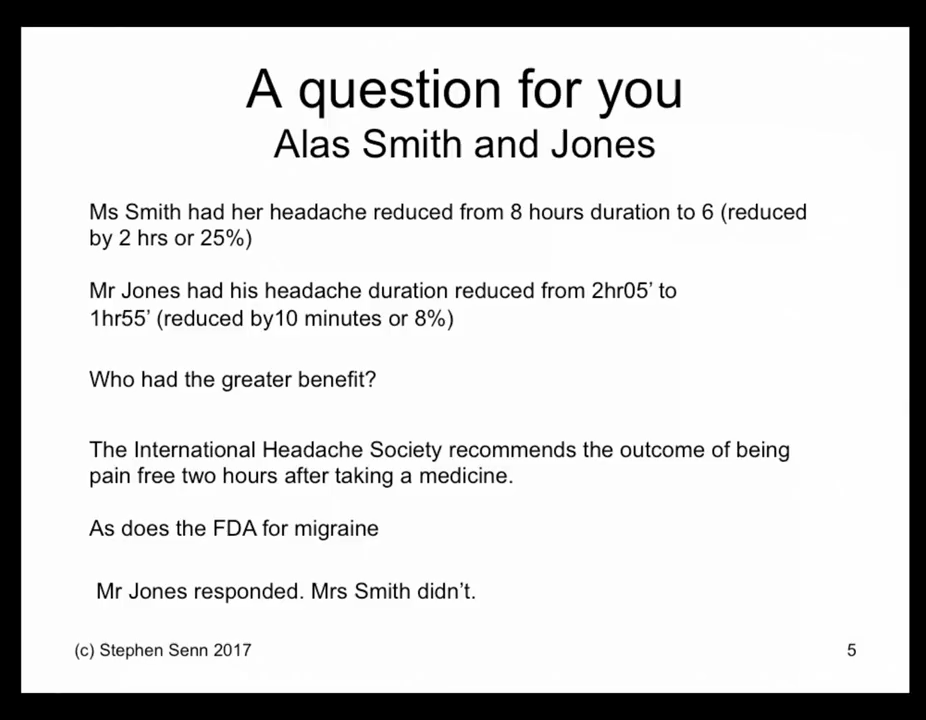 A question for you
Alas Smith and Jones
Ms Smith had her headache reduced from 8 hours duration to 6 (reduced
by 2 hrs or 25%)
Mr Jones had his headache duration reduced from 2hr05’ to
1hr55’ (reduced by10 minutes or 8%)
Who had the greater benefit?
The International Headache Society recommends the outcome of being
pain free two hours after taking a medicine.
As does the FDA for migraine
Mr Jones responded. Mrs Smith didn’t.
(c) Stephen Senn 2017
5